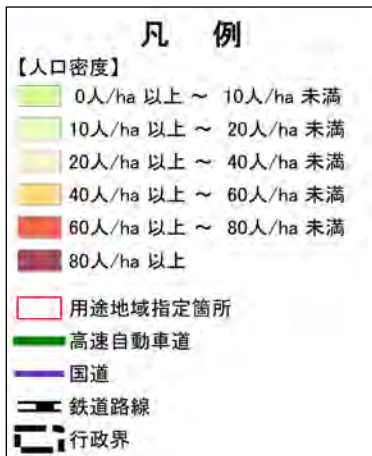 凡 例
【人口密度】
0人/ha 以上 ～ 10人/ha 未満
10人/ha 以上 ～ 20人/ha 未満
20人/ha 以上 ～ 40人/ha 未満
40人/ha 以上 ～ 60人/ha 未満
60人/ha 以上 ～ 80人/ha 未満
80人/ha 以上
用途地域指定箇所
高速自動車道
国道
鉄道路線
行政界